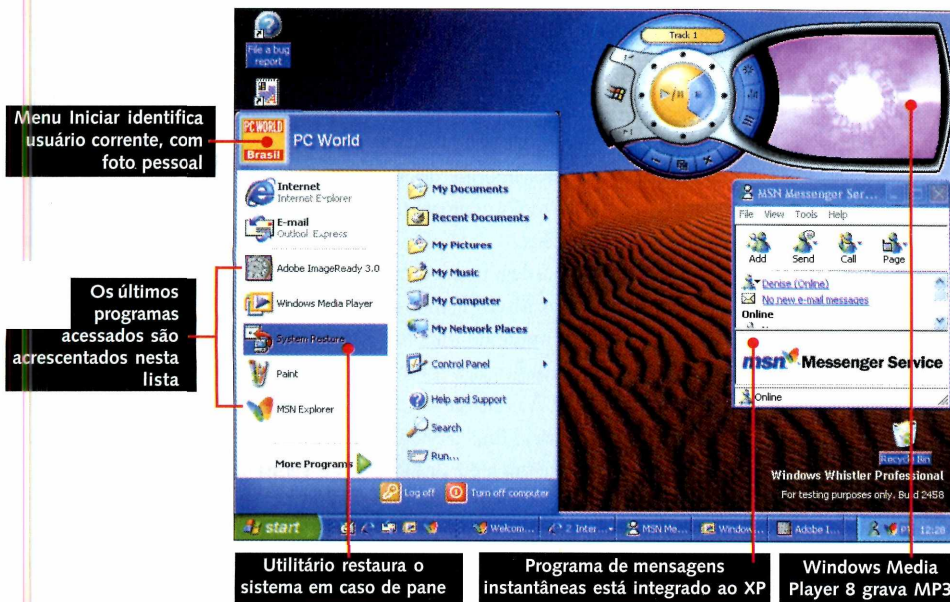 File a bug
report
Menu Iniciar identifica
usuário corrente, com
foto pessoal
PC WORLD
Brasil
PC World
Internet
Internet Explorer
E-mail
Outlook Express
Adobe ImageReady 3.0
Windows Media Player
System Restore
Paint
MSN Explorer
More Programs
My Documents
Recent Documents
My Pictures
My Music
My Computer
My Network Places
Control Panel
Help and Support
Search
Run...
Log off
Turn off computer
Os últimos
programas
acessados são
acrescentados nesta
lista
Track 1
MSN Messenger Ser...
File View Tools Help
Add Send Call Page
Denise (Online)
No new e-mail messages
Online
msn Messenger Service
Online
Recycle Bin
Windows Whistler Professional
For testing purposes only. Build 2458
start
Welcom...
2 Inter...
MSN Me...
Window...
Adobe I...
12:28
Utilitário restaura o
sistema em caso de pane
Programa de mensagens
instantâneas está integrado ao XP
Windows Media
Player 8 grava MP3